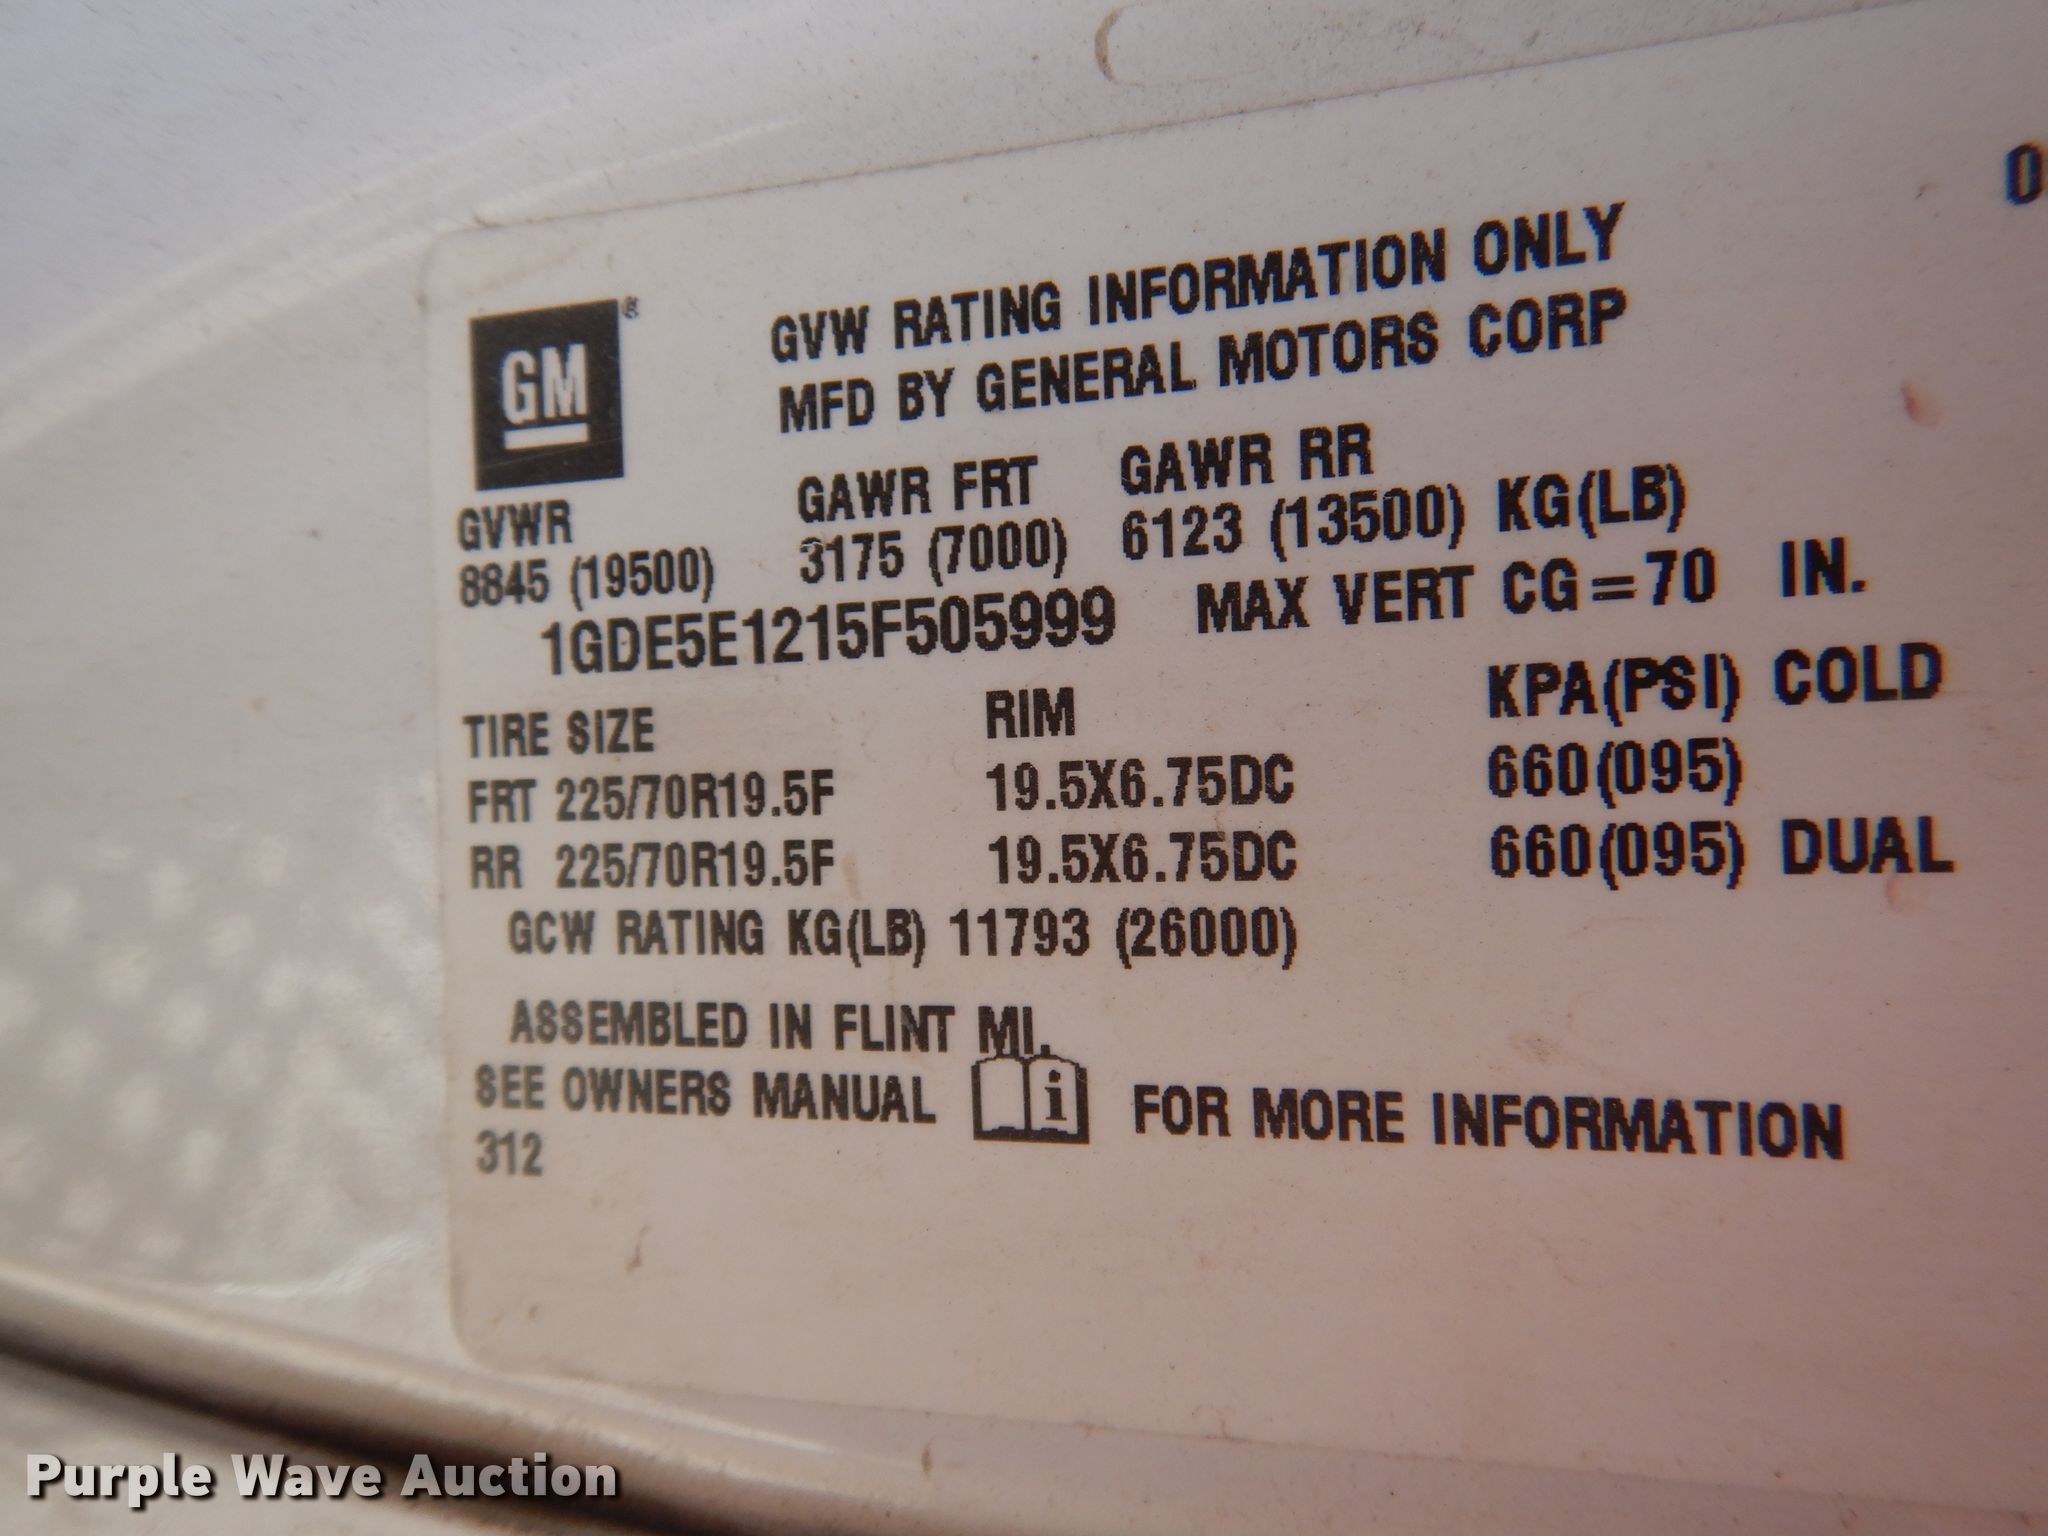 0
GM
GVW RATING INFORMATION ONLY
MFD BY GENERAL MOTORS CORP
GVWR GAWR FRT GAWR RR
8845 (19500) 3175 (7000) 6123 (13500) KG(LB)
1GDE5E1215F505999 MAX VERT CG=70 IN.
TIRE SIZE RIM KPA(PSI) COLD
FRT 225/70R19.5F 19.5X6.75DC 660(095)
RR 225/70R19.5F 19.5X6.75DC 660(095) DUAL
GCW RATING KG(LB) 11793 (26000)
ASSEMBLED IN FLINT MI.
SEE OWNERS MANUAL i FOR MORE INFORMATION
312
Purple Wave Auction